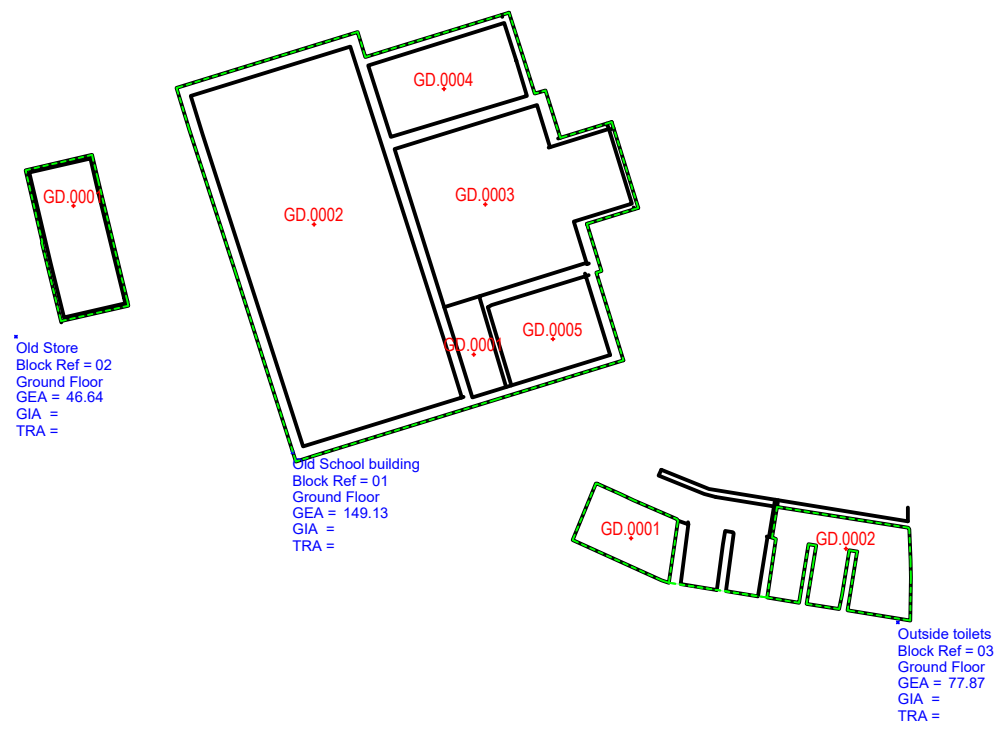 GD.0004
GD.000
GD.0003
GD.0002
GD.0005
GD.0001
Old Store
Block Ref = 02
Ground Floor
GEA = 46.64
GIA =
TRA =
Old School building
Block Ref = 01
Ground Floor
GEA = 149.13
GIA =
TRA =
GD.0001
GD.0002
Outside toilets
Block Ref = 03
Ground Floor
GEA = 77.87
GIA =
TRA =